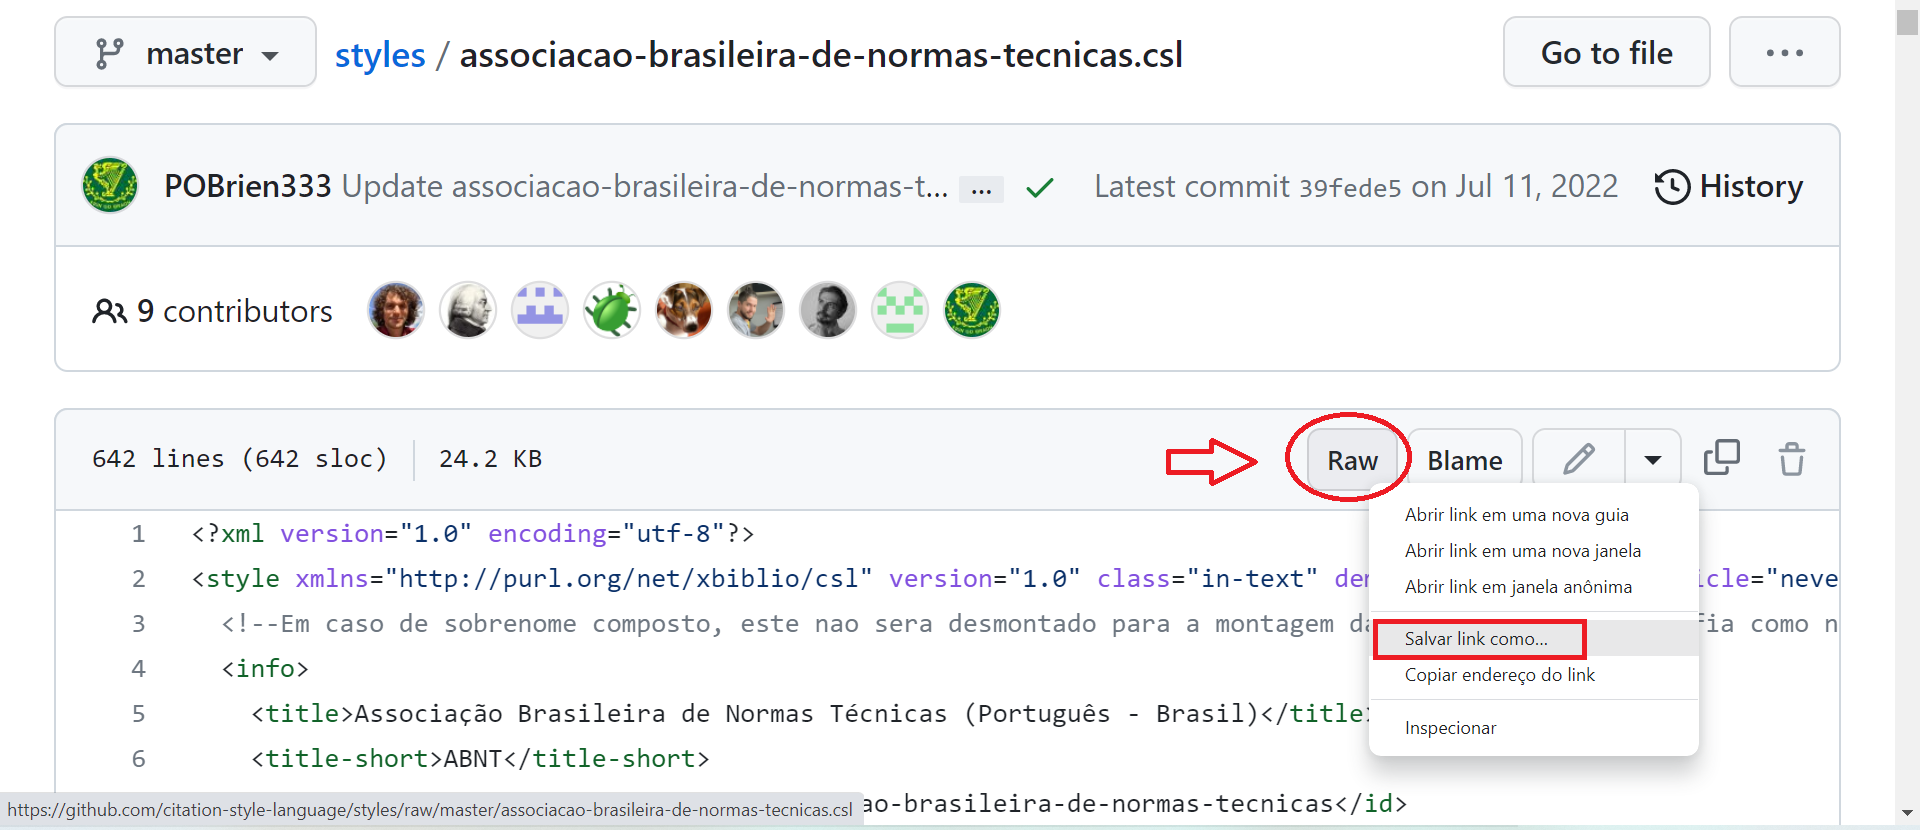 master
styles / associacao-brasileira-de-normas-tecnicas.csl
Go to file
...
POBrien333 Update associacao-brasileira-de-normas-t... ...
Latest commit 39fede5 on Jul 11, 2022
History
9 contributors
642 lines (642 sloc)
24.2 KB
Raw
Blame
1 <?xml version="1.0" encoding="utf-8"?>
2 <style xmlns="http://purl.org/net/xbiblio/csl" version="1.0" class="in-text" de icle="neve
3 <!--Em caso de sobrenome composto, este nao sera desmontado para a montagem da fia como n
4 <info>
5 <title>Associação Brasileira de Normas Técnicas (Português - Brasil)</title>
6 <title-short>ABNT</title-short>
ao-brasileira-de-normas-tecnicas</id>
Abrir link em uma nova guia
Abrir link em uma nova janela
Abrir link em janela anônima
Salvar link como...
Copiar endereço do link
Inspecionar
https://github.com/citation-style-language/styles/raw/master/associacao-brasileira-de-normas-tecnicas.csl